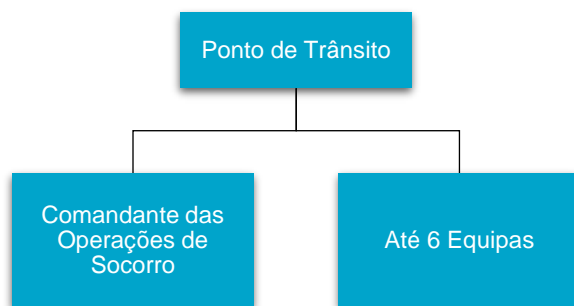 Ponto de Trânsito
Comandante das
Operações de
Socorro
Até 6 Equipas